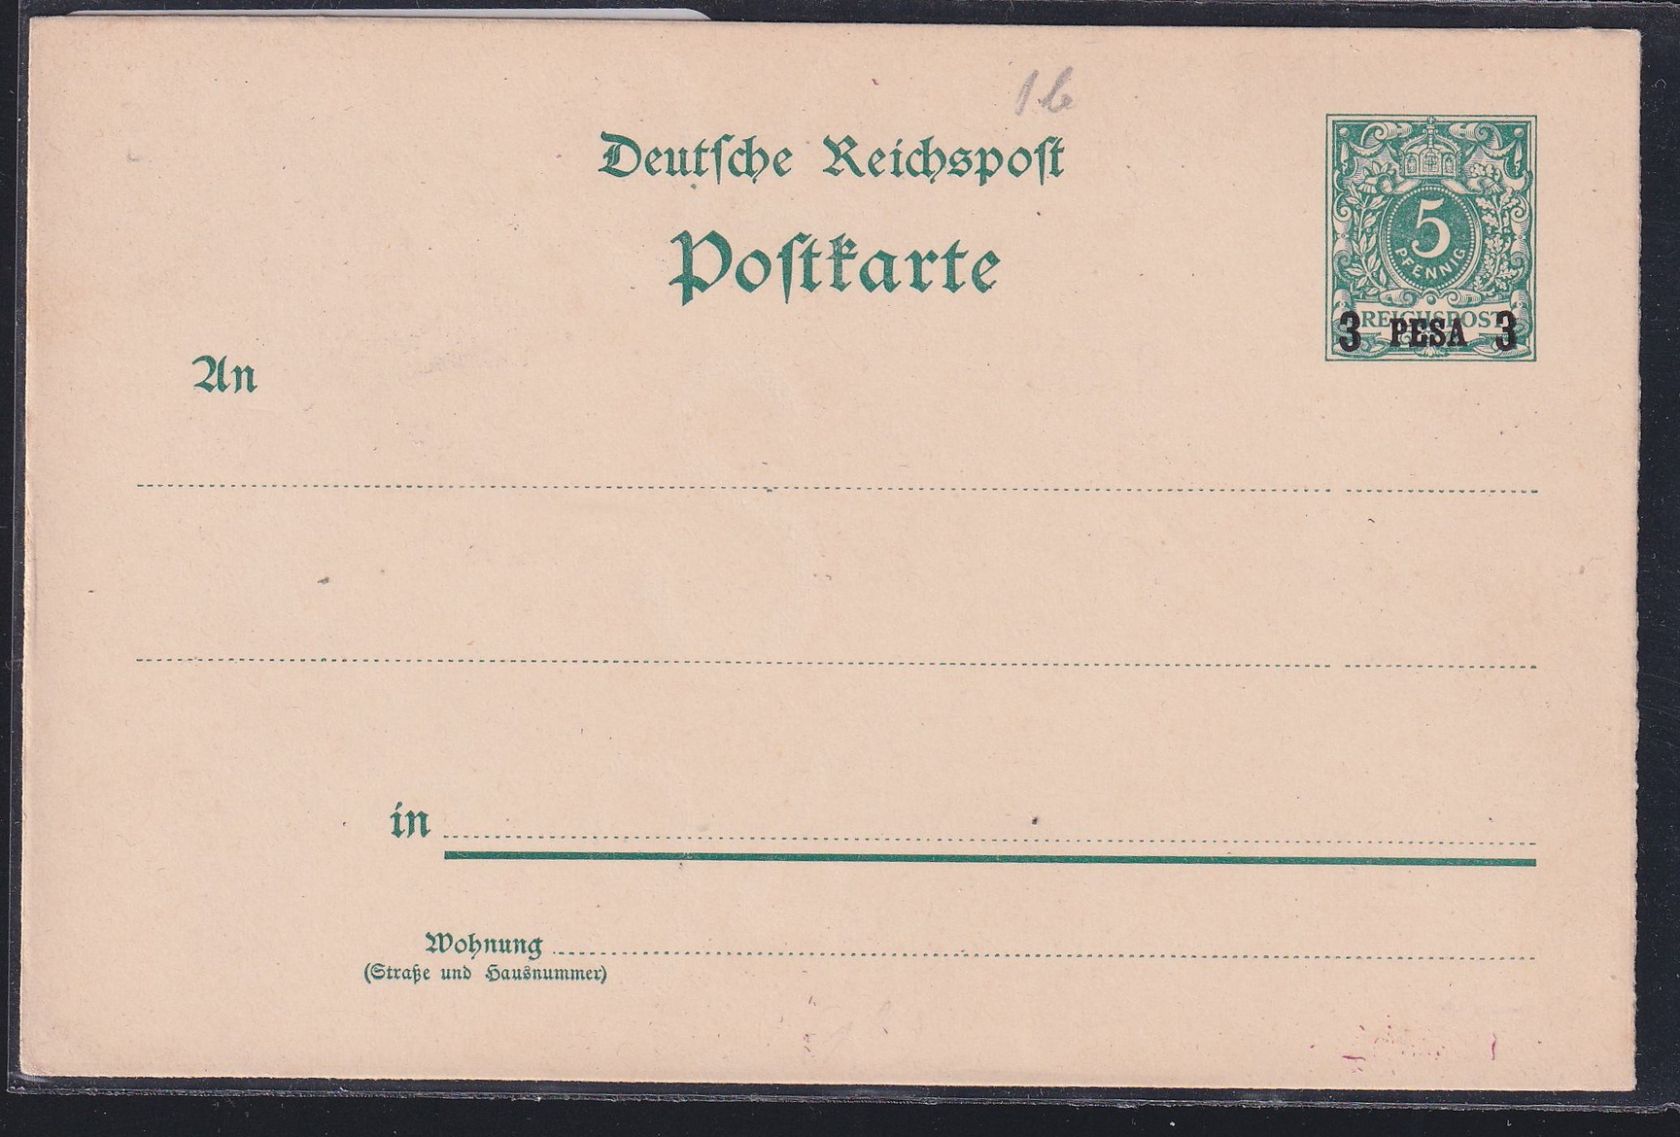 1b
Deutſche Reichspoſt
Poſtkarte
5
PFENNIG
REICHSPOST
3 PESA 3
An
in
Wohnung
(Straße und Hausnummer)